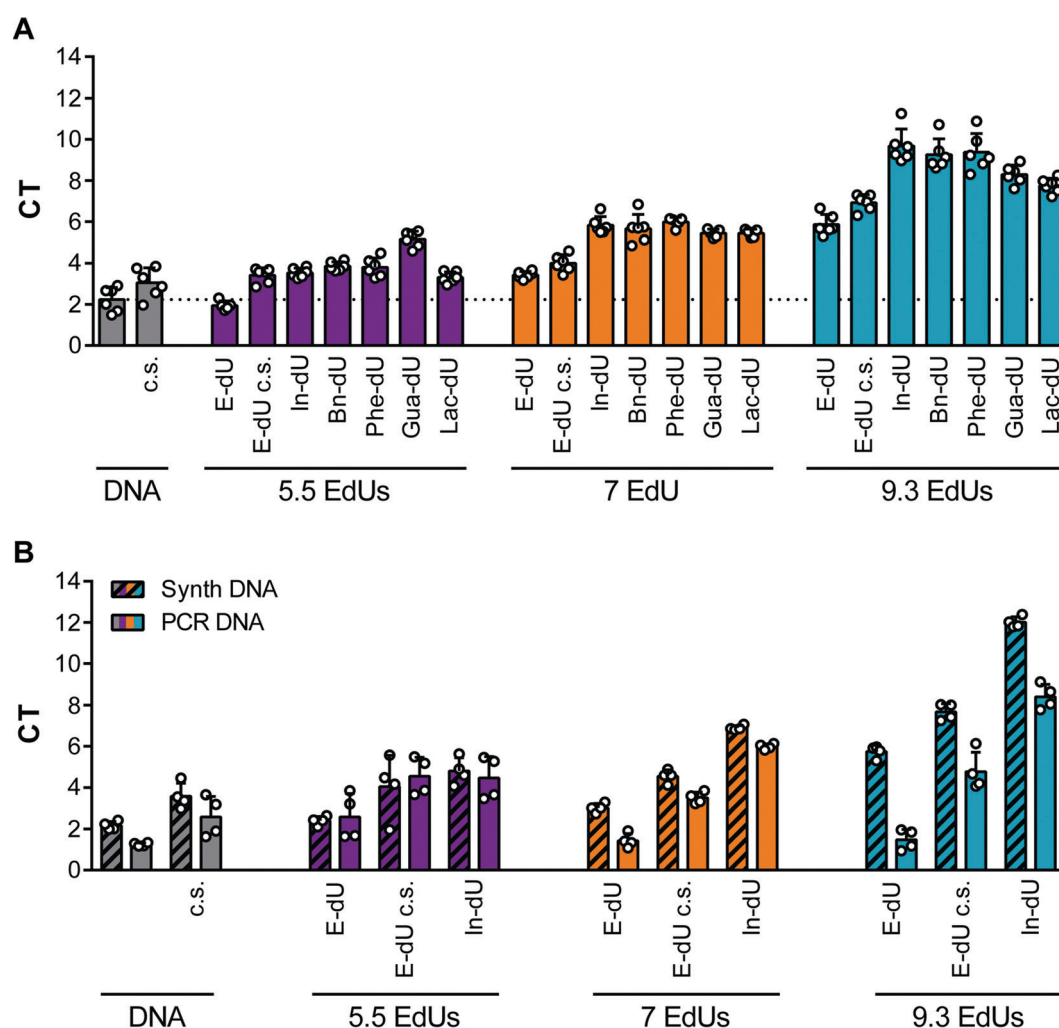 A
14
12
10
8
6
4
2
0
CT
c.s.
E-dU
E-dU c.s.
In-dU
Bn-dU
Phe-dU
Gua-dU
Lac-dU
E-dU
E-dU c.s.
In-dU
Bn-dU
Phe-dU
Gua-dU
Lac-dU
E-dU
E-dU c.s.
In-dU
Bn-dU
Phe-dU
Gua-dU
Lac-dU
DNA
5.5 EdUs
7 EdU
9.3 EdUs
B
Synth DNA
PCR DNA
14
12
10
8
6
4
2
0
CT
c.s.
E-dU
E-dU c.s.
In-dU
E-dU
E-dU c.s.
In-dU
E-dU
E-dU c.s.
In-dU
DNA
5.5 EdUs
7 EdUs
9.3 EdUs